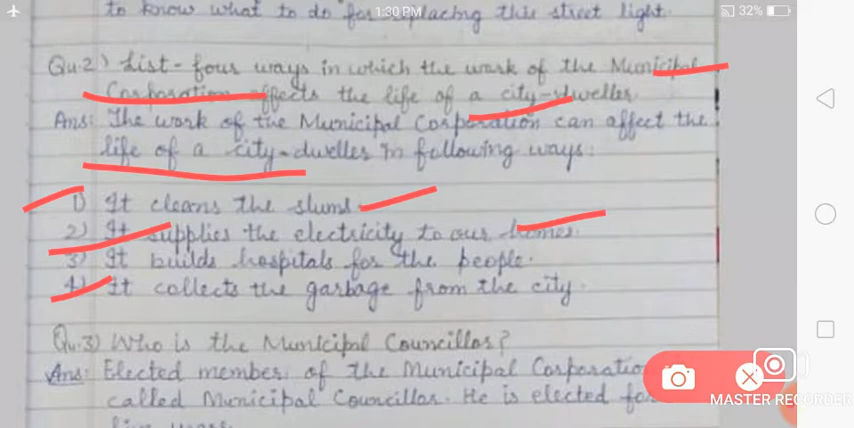 to know what to do for replacing this street light.
1:30 PM
32%
Qu.2) List four ways in which the work of the Municipal
Corporation affects the life of a city-dweller.
Ans: The work of the Municipal Corporation can affect the
life of a city-dweller in following ways:
1) It cleans the slums
2) It supplies the electricity to our homes.
3) It builds hospitals for the people.
4) It collects the garbage from the city.
Qu.3) Who is the Municipal Councillor?
Ans: Elected member of the Municipal Corporation
called Municipal Councillor. He is elected for
five years.
MASTER RECORDER